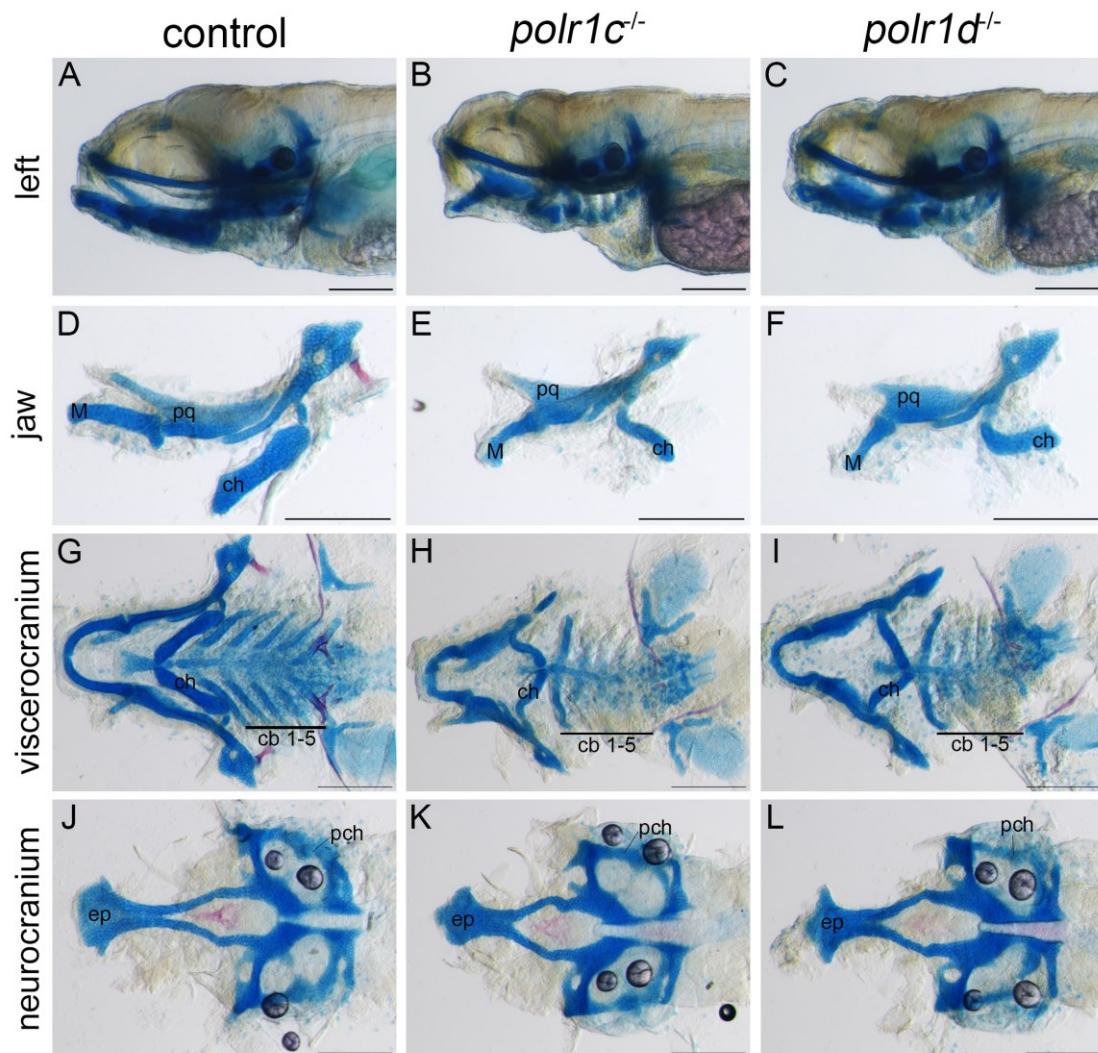 control polr1c-/- polr1d-/-
left
A B C
jaw
D E F
M pq ch
pq M ch
pq M ch
viscerocranium
G H I
ch ch ch
cb 1-5 cb 1-5 cb 1-5
neurocranium
J K L
pch pch pch
ep ep ep